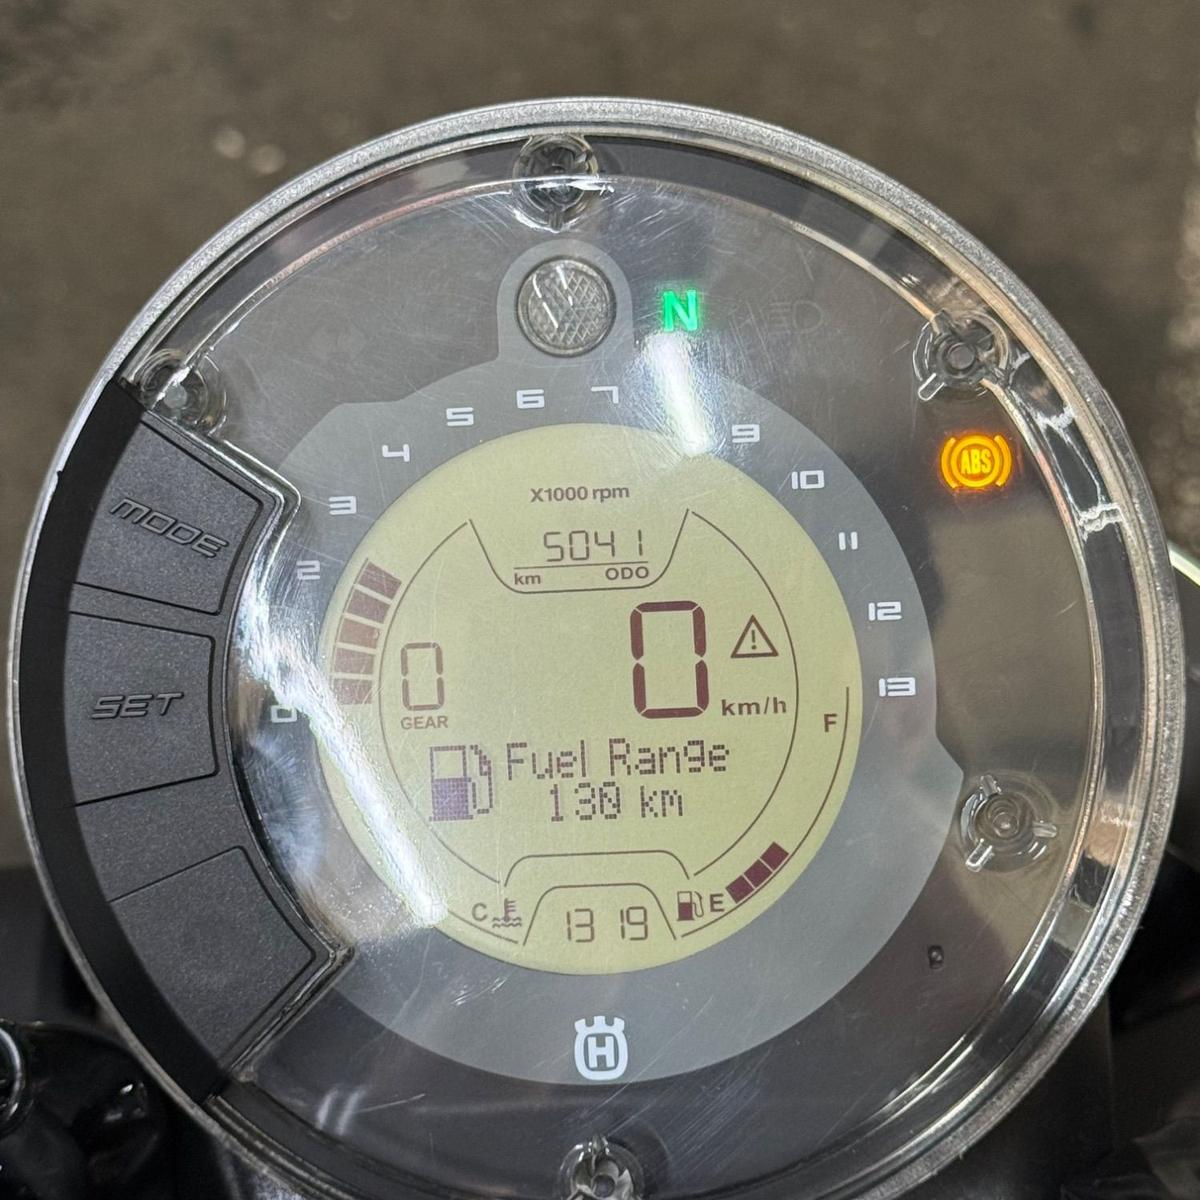 N
7
6
5
4
3
2
0
9
10
11
12
13
ABS
MODE
SET
X1000 rpm
5041
km ODO
0
0
GEAR
km/h
F
Fuel Range
130 km
C
E
13 19
H